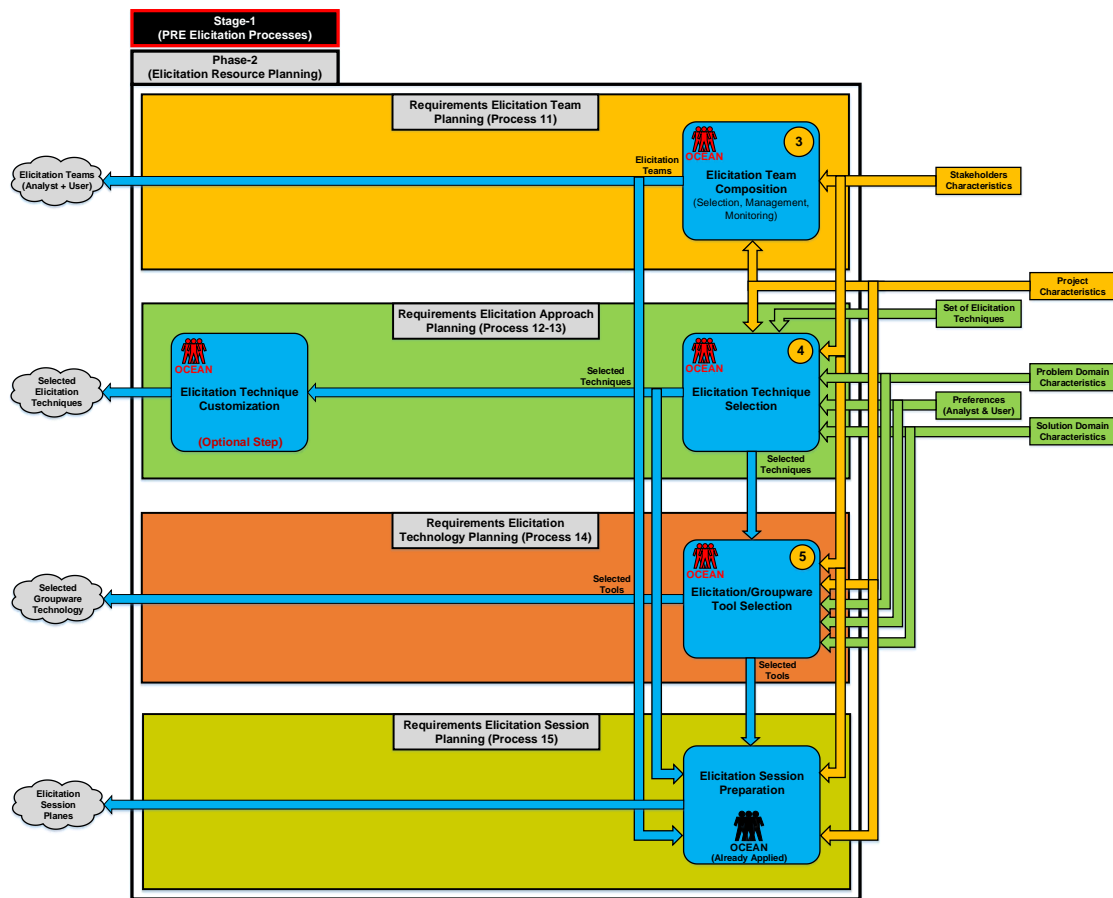 Stage-1
(PRE Elicitation Processes)
Phase-2
(Elicitation Resource Planning)
Requirements Elicitation Team
Planning (Process 11)
3
OCEAN
Elicitation Team
Composition
(Selection, Management,
Monitoring)
Elicitation
Teams
Elicitation Teams
(Analyst + User)
Stakeholders
Characteristics
Project
Characteristics
Set of Elicitation
Techniques
Requirements Elicitation Approach
Planning (Process 12-13)
OCEAN
Elicitation Technique
Customization
(Optional Step)
Selected
Techniques
4
OCEAN
Elicitation Technique
Selection
Selected
Elicitation
Techniques
Problem Domain
Characteristics
Preferences
(Analyst & User)
Solution Domain
Characteristics
Selected
Techniques
Requirements Elicitation
Technology Planning (Process 14)
5
OCEAN
Elicitation/Groupware
Tool Selection
Selected
Tools
Selected
Groupware
Technology
Selected
Tools
Requirements Elicitation Session
Planning (Process 15)
Elicitation Session
Preparation
OCEAN
(Already Applied)
Elicitation
Session
Planes